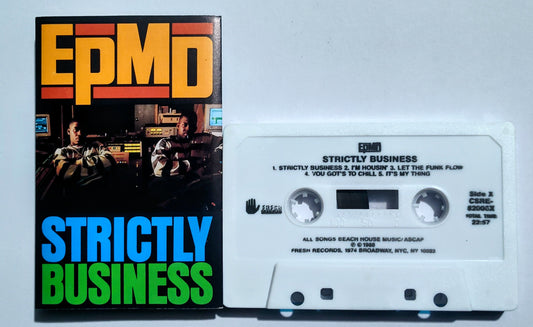 EPMD
STRICTLY
BUSINESS
EPMD
STRICTLY BUSINESS
1. STRICTLY BUSINESS 2. I'M HOUSIN' 3. LET THE FUNK FLOW
4. YOU GOT'S TO CHILL 5. IT'S MY THING
FRESH
Side X
CSRE-
82006X
TOTAL TIME
22:57
ALL SONGS BEACH HOUSE MUSIC/ASCAP
℗ © 1988
FRESH RECORDS, 1974 BROADWAY, NYC, NY 10023